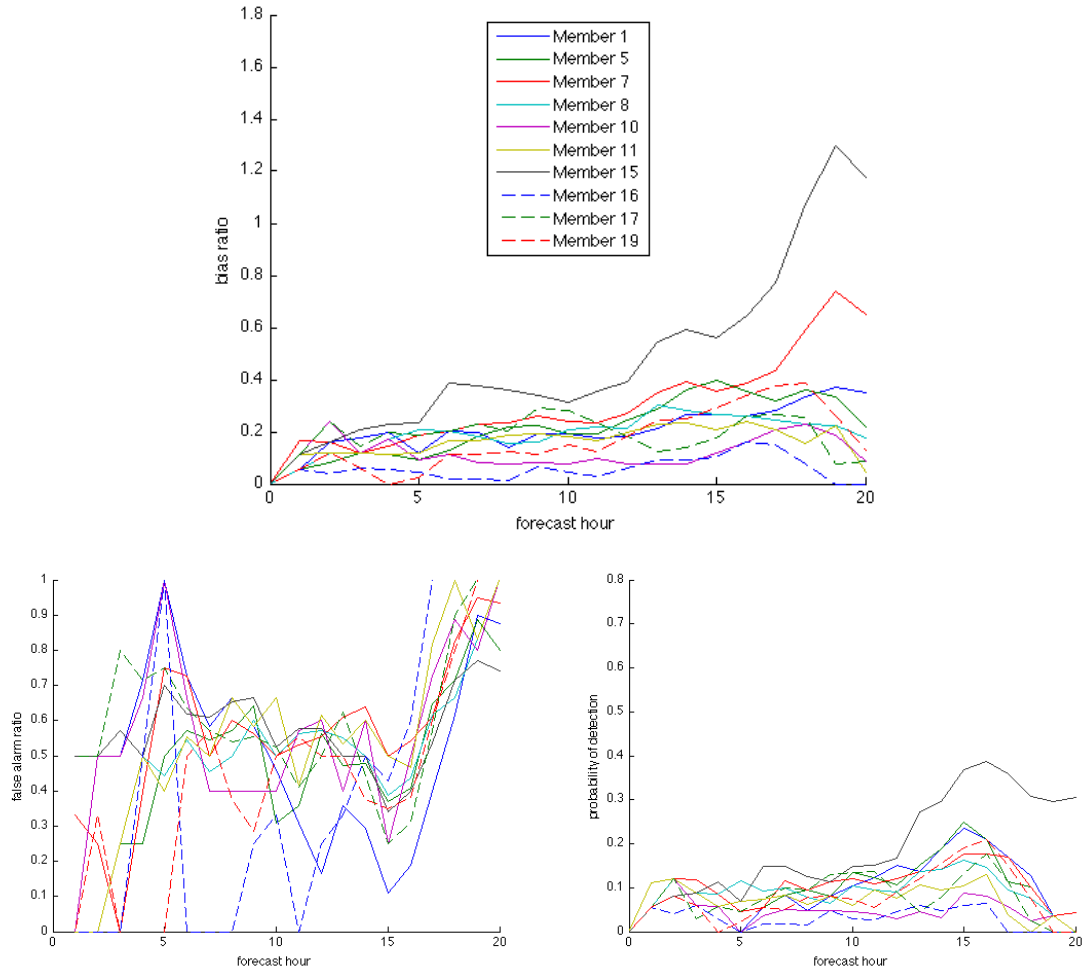 1.8
1.6
1.4
1.2
1
0.8
0.6
0.4
0.2
0
bias ratio
Member 1
Member 5
Member 7
Member 8
Member 10
Member 11
Member 15
Member 16
Member 17
Member 19
0 5 10 15 20
forecast hour
1
0.9
0.8
0.7
0.6
0.5
0.4
0.3
0.2
0.1
0
false alarm ratio
0 5 10 15 20
forecast hour
0.8
0.7
0.6
0.5
0.4
0.3
0.2
0.1
0
probability of detection
0 5 10 15 20
forecast hour